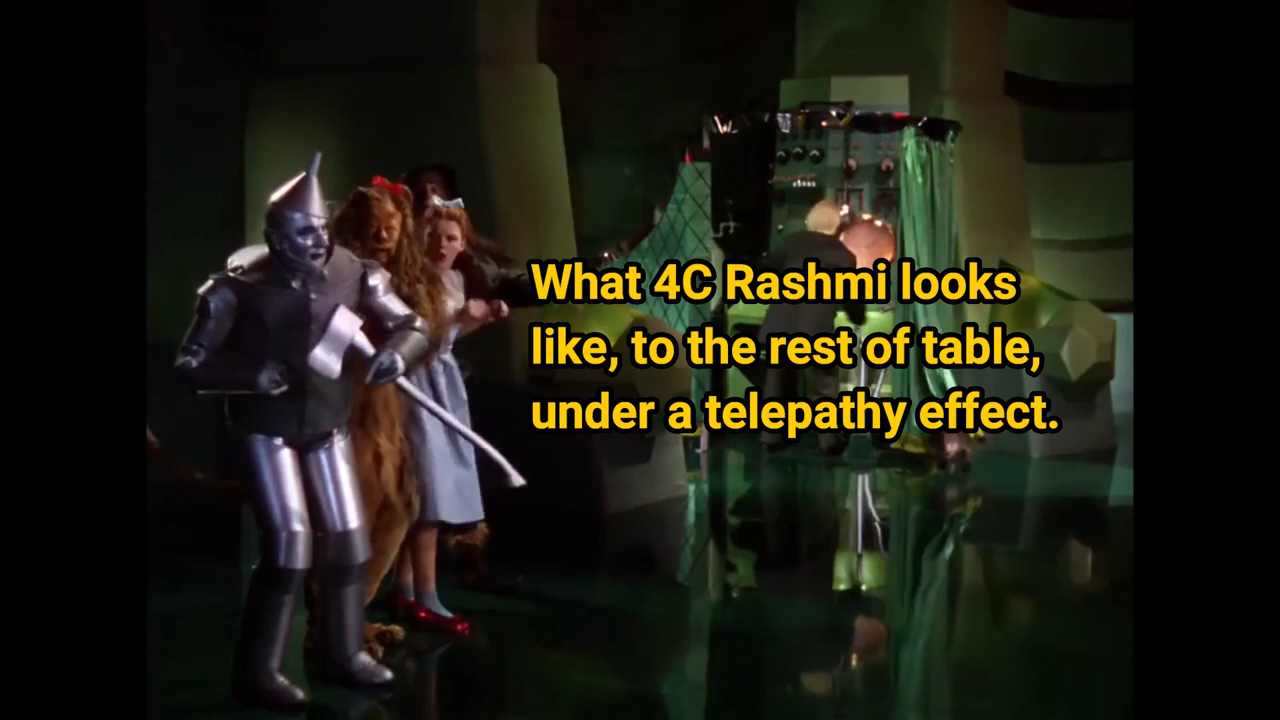 What 4C Rashmi looks
like, to the rest of table,
under a telepathy effect.